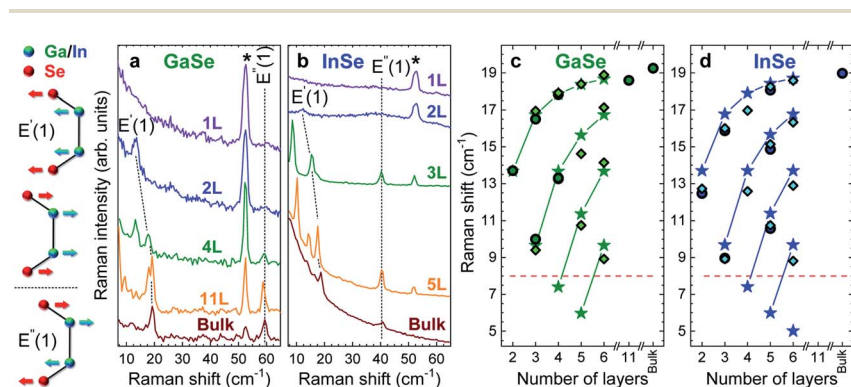 Ga/In
Se
E'(1)
E"(1)
a GaSe
* E"(1)
1L
E'(1)
2L
4L
11L
Bulk
Raman intensity (arb. units)
10 20 30 40 50 60
Raman shift (cm-1)
b InSe
E"(1) *
1L
E'(1)
2L
3L
5L
Bulk
10 20 30 40 50 60
Raman shift (cm-1)
c GaSe
19
17
15
13
11
9
7
5
Raman shift (cm-1)
2 3 4 5 6 11 Bulk
Number of layers
d InSe
19
17
15
13
11
9
7
5
2 3 4 5 6 11 Bulk
Number of layers